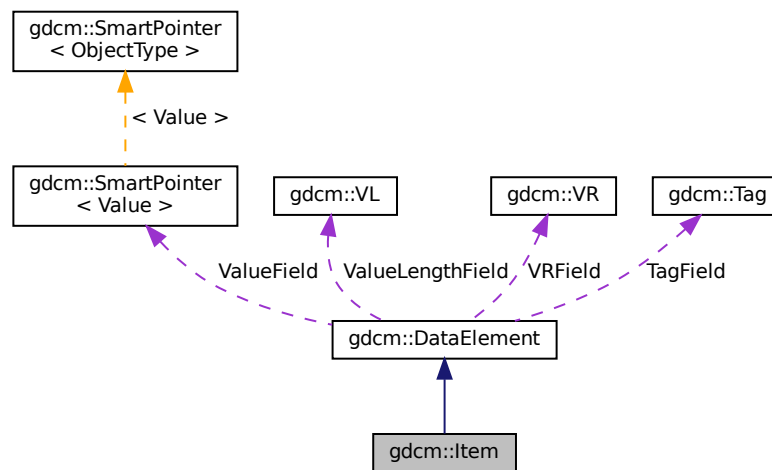 gdcm::SmartPointer
< ObjectType >
< Value >
gdcm::SmartPointer
< Value >
gdcm::VL
gdcm::VR
gdcm::Tag
ValueField
ValueLengthField
VRField
TagField
gdcm::DataElement
gdcm::Item